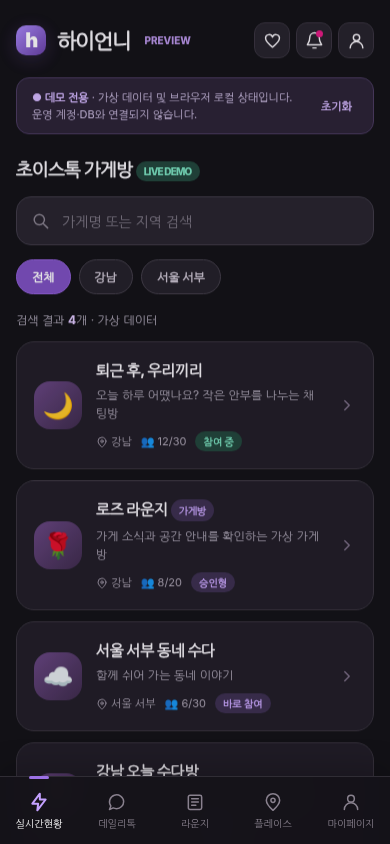 h 하이언니 PREVIEW
● 데모 전용 · 가상 데이터 및 브라우저 로컬 상태입니다.
운영 계정·DB와 연결되지 않습니다.
초기화
초이스톡 가게방 LIVE DEMO
가게명 또는 지역 검색
전체 강남 서울 서부
검색 결과 4개 · 가상 데이터
퇴근 후, 우리끼리
오늘 하루 어땠나요? 작은 안부를 나누는 채
팅방
강남 12/30 참여 중
로즈 라운지 가게방
가게 소식과 공간 안내를 확인하는 가상 가게
방
강남 8/20 승인형
서울 서부 동네 수다
함께 쉬어 가는 동네 이야기
서울 서부 6/30 바로 참여
강남 오늘 수다방
실시간현황 데일리톡 라운지 플레이스 마이페이지